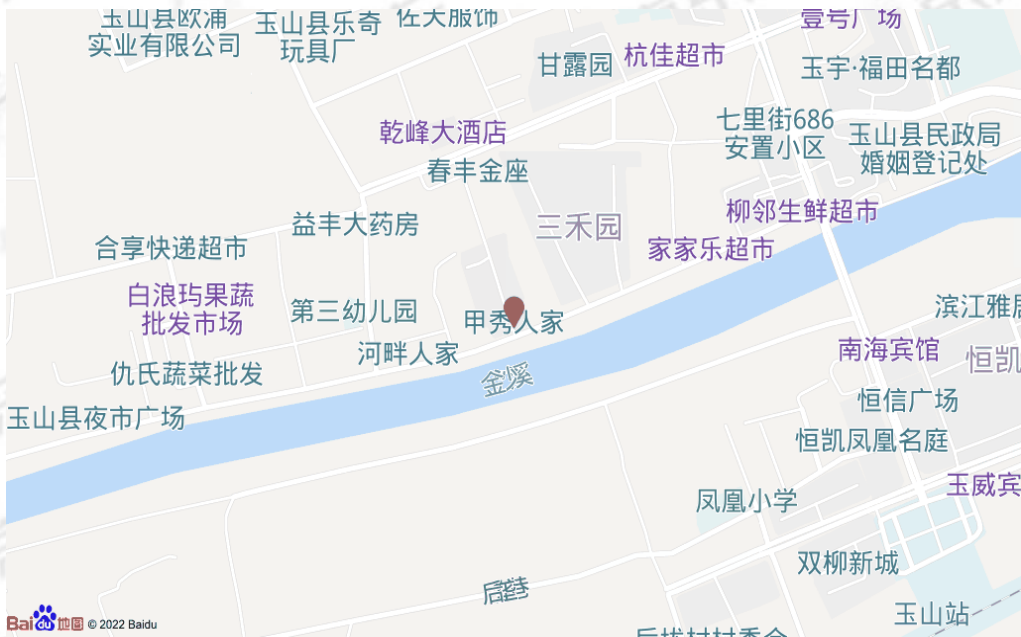 玉山县欧浦
实业有限公司
玉山县乐奇
玩具厂
佐天服饰
壹号广场
甘露园
杭佳超市
玉宇·福田名都
乾峰大酒店
春丰金座
七里街686
安置小区
玉山县民政局
婚姻登记处
益丰大药房
三禾园
柳邻生鲜超市
合享快递超市
家家乐超市
白浪玙果蔬
批发市场
第三幼儿园
甲秀人家
滨江雅居
河畔人家
南海宾馆
恒凯
仇氏蔬菜批发
金溪
玉山县夜市广场
恒信广场
恒凯凤凰名庭
凤凰小学
玉威宾
双柳新城
玉山站
Bai du 地图 © 2022 Baidu